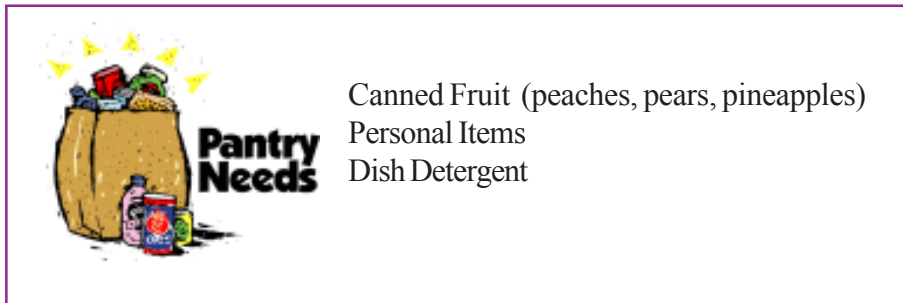 Pantry
Needs
Canned Fruit (peaches, pears, pineapples)
Personal Items
Dish Detergent